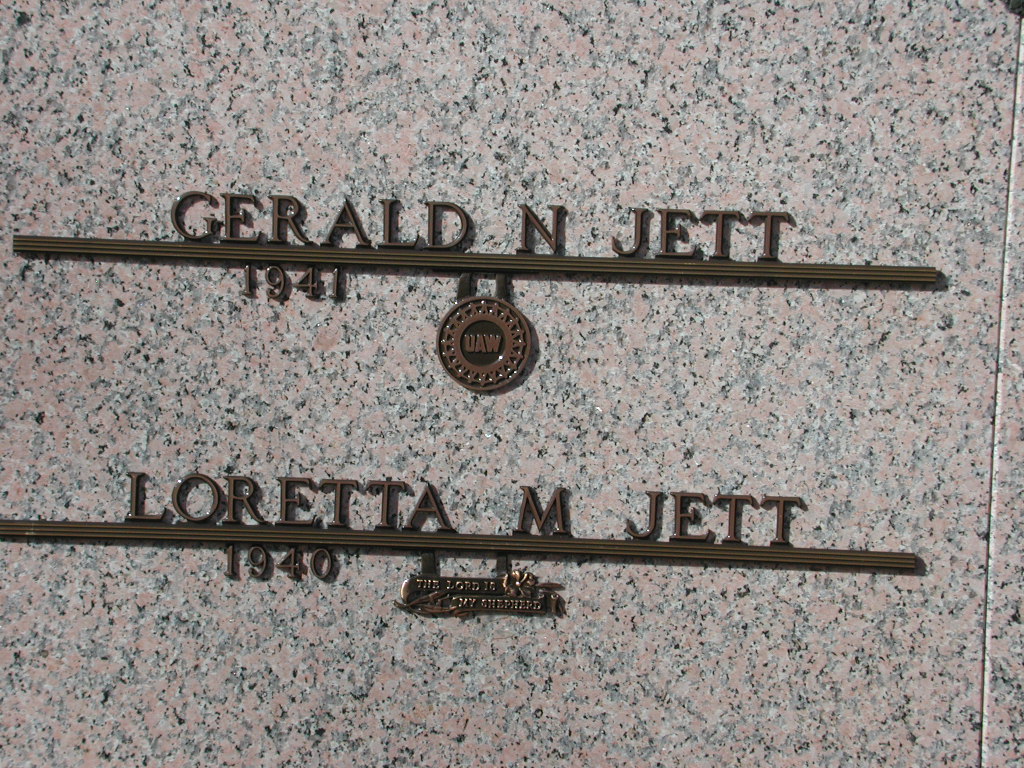 GERALD N JETT
1941
UAW
LORETTA M JETT
1940
THE LORD IS
MY SHEPHERD